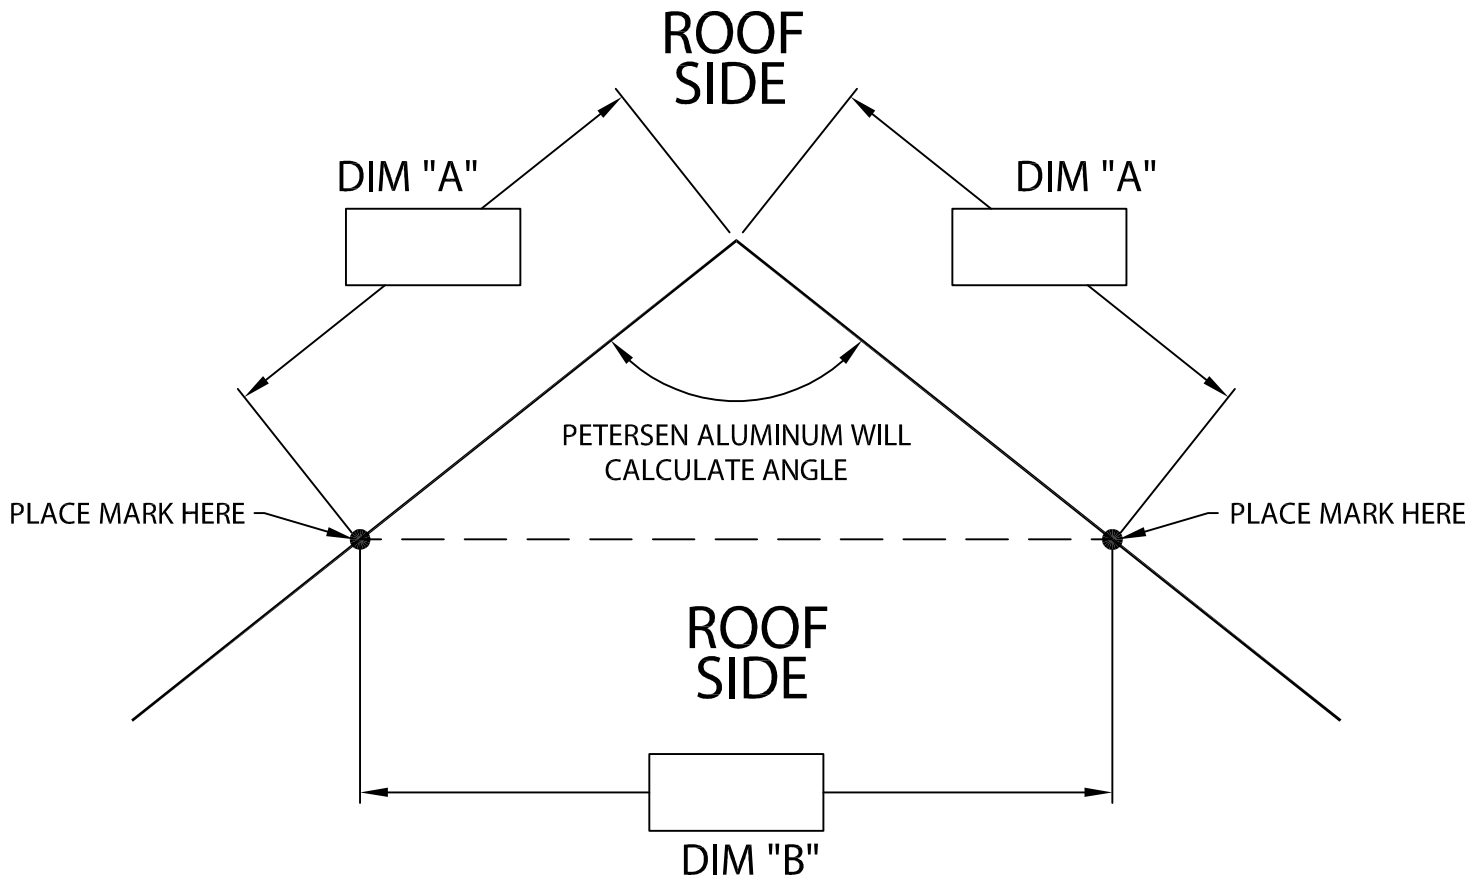 ROOF
SIDE
DIM "A"
DIM "A"
PETERSEN ALUMINUM WILL
CALCULATE ANGLE
PLACE MARK HERE
PLACE MARK HERE
ROOF
SIDE
DIM "B"